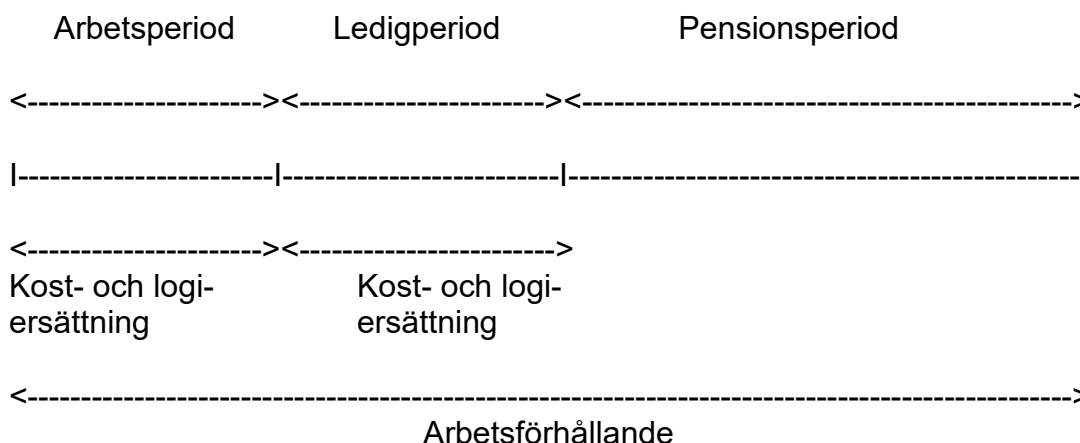 Arbetsperiod Ledigperiod Pensionsperiod
<-----------------------><-----------------------><----------------------------------------------->
|------------------------|--------------------------|------------------------------------------------
<-----------------------><------------------------->
Kost- och logi- Kost- och logi-
ersättning ersättning
<--------------------------------------------------------------------------------------------------->
Arbetsförhållande